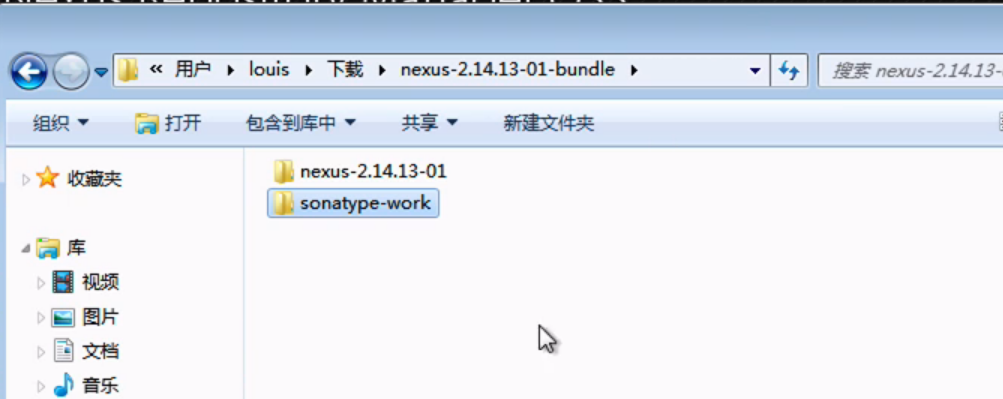 « 用户 ▸ louis ▸ 下载 ▸ nexus-2.14.13-01-bundle ▸
搜索 nexus-2.14.13-
组织 打开 包含到库中 共享 新建文件夹
收藏夹
nexus-2.14.13-01
sonatype-work
库
视频
图片
文档
音乐